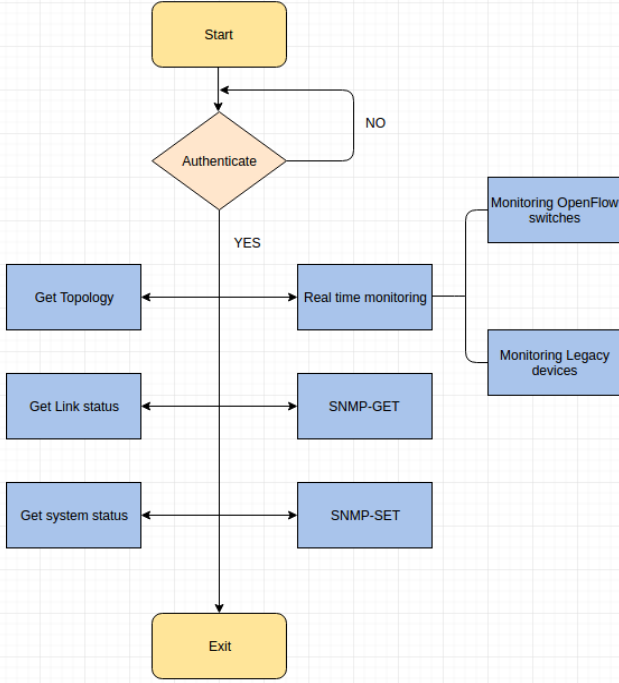 Start
NO
Authenticate
Monitoring OpenFlow
switches
YES
Get Topology
Real time monitoring
Monitoring Legacy
devices
Get Link status
SNMP-GET
Get system status
SNMP-SET
Exit